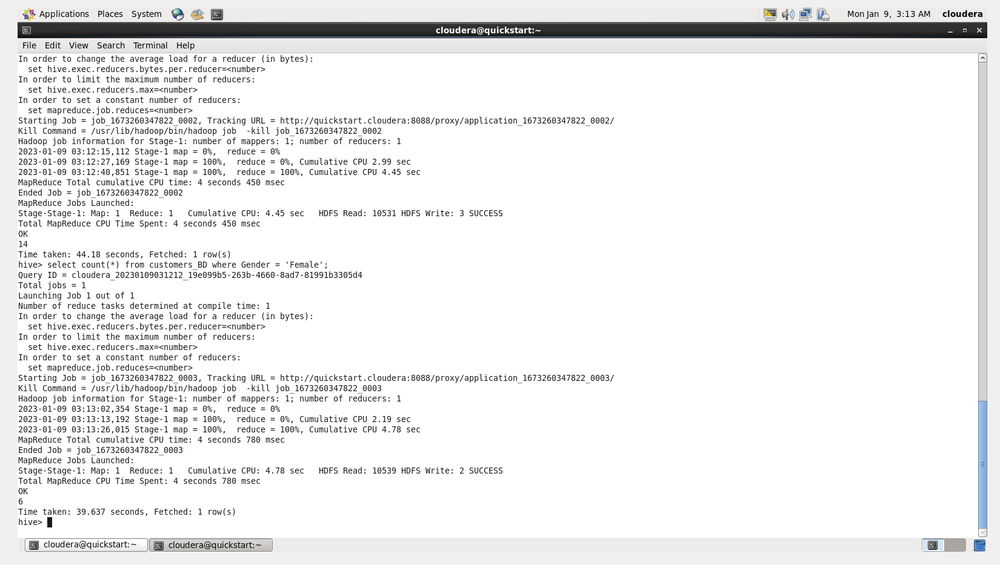 Applications Places System Mon Jan 9, 3:13 AM cloudera
cloudera@quickstart:~
File Edit View Search Terminal Help
In order to change the average load for a reducer (in bytes):
  set hive.exec.reducers.bytes.per.reducer=<number>
In order to limit the maximum number of reducers:
  set hive.exec.reducers.max=<number>
In order to set a constant number of reducers:
  set mapreduce.job.reduces=<number>
Starting Job = job_1673260347822_0002, Tracking URL = http://quickstart.cloudera:8088/proxy/application_1673260347822_0002/
Kill Command = /usr/lib/hadoop/bin/hadoop job  -kill job_1673260347822_0002
Hadoop job information for Stage-1: number of mappers: 1; number of reducers: 1
2023-01-09 03:12:15,112 Stage-1 map = 0%,  reduce = 0%
2023-01-09 03:12:27,169 Stage-1 map = 100%,  reduce = 0%, Cumulative CPU 2.99 sec
2023-01-09 03:12:40,851 Stage-1 map = 100%,  reduce = 100%, Cumulative CPU 4.45 sec
MapReduce Total cumulative CPU time: 4 seconds 450 msec
Ended Job = job_1673260347822_0002
MapReduce Jobs Launched:
Stage-Stage-1: Map: 1  Reduce: 1   Cumulative CPU: 4.45 sec   HDFS Read: 10531 HDFS Write: 3 SUCCESS
Total MapReduce CPU Time Spent: 4 seconds 450 msec
OK
14
Time taken: 44.18 seconds, Fetched: 1 row(s)
hive> select count(*) from customers_BD where Gender = 'Female';
Query ID = cloudera_20230109031212_19e099b5-263b-4660-8ad7-81991b3305d4
Total jobs = 1
Launching Job 1 out of 1
Number of reduce tasks determined at compile time: 1
In order to change the average load for a reducer (in bytes):
  set hive.exec.reducers.bytes.per.reducer=<number>
In order to limit the maximum number of reducers:
  set hive.exec.reducers.max=<number>
In order to set a constant number of reducers:
  set mapreduce.job.reduces=<number>
Starting Job = job_1673260347822_0003, Tracking URL = http://quickstart.cloudera:8088/proxy/application_1673260347822_0003/
Kill Command = /usr/lib/hadoop/bin/hadoop job  -kill job_1673260347822_0003
Hadoop job information for Stage-1: number of mappers: 1; number of reducers: 1
2023-01-09 03:13:02,354 Stage-1 map = 0%,  reduce = 0%
2023-01-09 03:13:13,192 Stage-1 map = 100%,  reduce = 0%, Cumulative CPU 2.19 sec
2023-01-09 03:13:26,015 Stage-1 map = 100%,  reduce = 100%, Cumulative CPU 4.78 sec
MapReduce Total cumulative CPU time: 4 seconds 780 msec
Ended Job = job_1673260347822_0003
MapReduce Jobs Launched:
Stage-Stage-1: Map: 1  Reduce: 1   Cumulative CPU: 4.78 sec   HDFS Read: 10539 HDFS Write: 2 SUCCESS
Total MapReduce CPU Time Spent: 4 seconds 780 msec
OK
6
Time taken: 39.637 seconds, Fetched: 1 row(s)
hive>
cloudera@quickstart:~ cloudera@quickstart:~